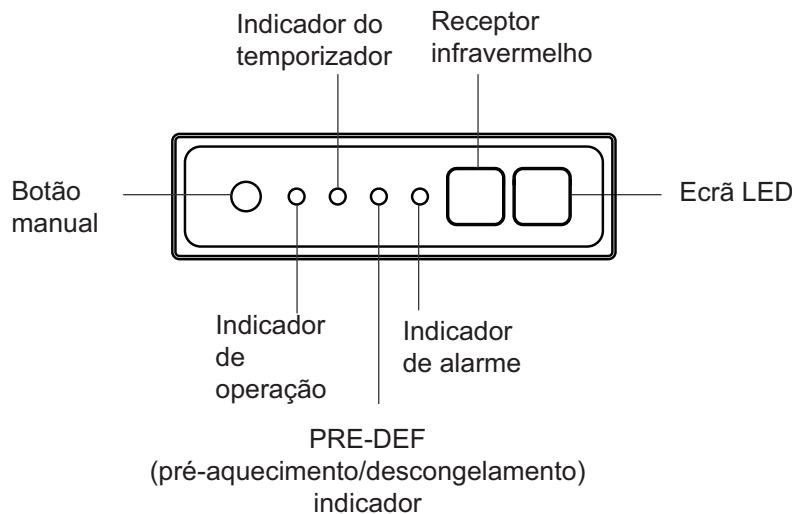 Indicador do
temporizador
Receptor
infravermelho
Botão
manual
Ecrã LED
Indicador
de
operação
Indicador
de alarme
PRE-DEF
(pré-aquecimento/descongelamento)
indicador